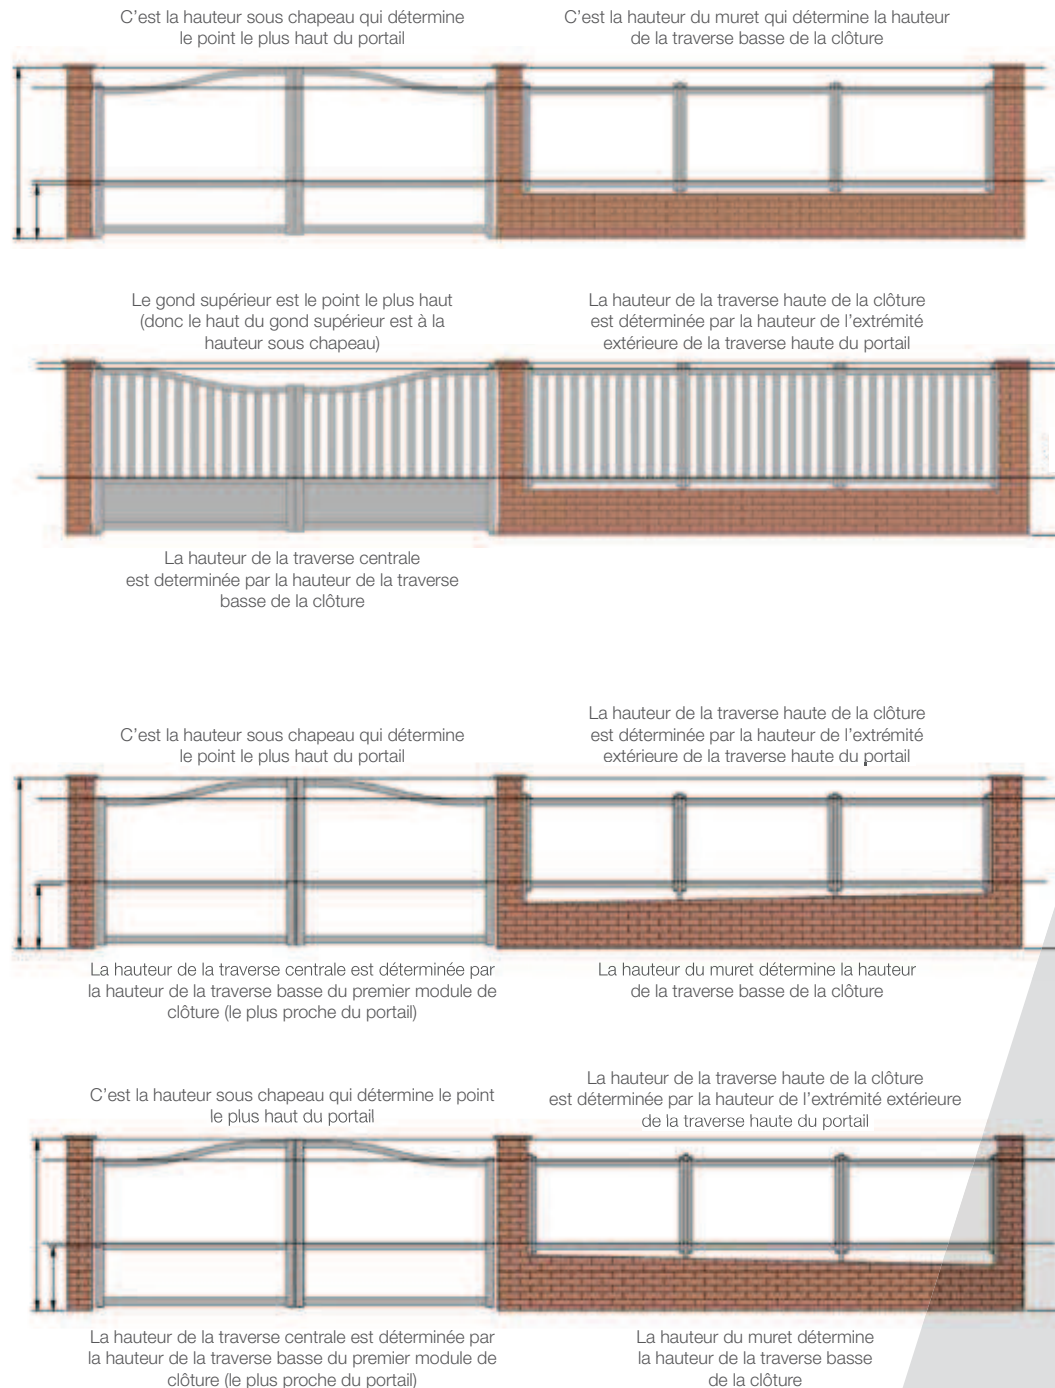 C'est la hauteur sous chapeau qui détermine
le point le plus haut du portail
C'est la hauteur du muret qui détermine la hauteur
de la traverse basse de la clôture
Le gond supérieur est le point le plus haut
(donc le haut du gond supérieur est à la
hauteur sous chapeau)
La hauteur de la traverse haute de la clôture
est déterminée par la hauteur de l'extrémité
extérieure de la traverse haute du portail
La hauteur de la traverse centrale
est determinée par la hauteur de la traverse
basse de la clôture
C'est la hauteur sous chapeau qui détermine
le point le plus haut du portail
La hauteur de la traverse haute de la clôture
est déterminée par la hauteur de l'extrémité
extérieure de la traverse haute du portail
La hauteur de la traverse centrale est déterminée par
la hauteur de la traverse basse du premier module de
clôture (le plus proche du portail)
La hauteur du muret détermine la hauteur
de la traverse basse de la clôture
C'est la hauteur sous chapeau qui détermine le point
le plus haut du portail
La hauteur de la traverse haute de la clôture
est déterminée par la hauteur de l'extrémité extérieure
de la traverse haute du portail
La hauteur de la traverse centrale est déterminée par
la hauteur de la traverse basse du premier module de
clôture (le plus proche du portail)
La hauteur du muret détermine
la hauteur de la traverse basse
de la clôture